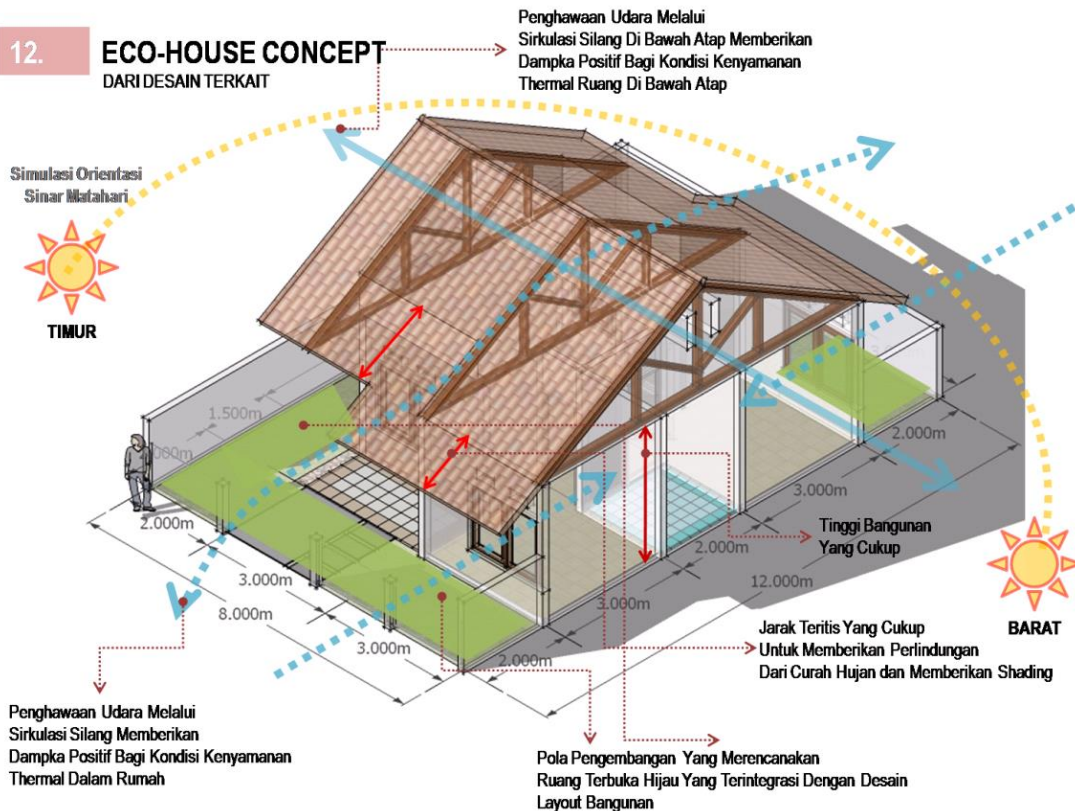 12.
ECO-HOUSE CONCEPT
DARI DESAIN TERKAIT
Penghawaan Udara Melalui
Sirkulasi Silang Di Bawah Atap Memberikan
Dampka Positif Bagi Kondisi Kenyamanan
Thermal Ruang Di Bawah Atap
Simulasi Orientasi
Sinar Matahari
TIMUR
1.500m
2.000m
3.000m
8.000m
3.000m
2.000m
3.000m
2.000m
3.000m
2.000m
12.000m
Tinggi Bangunan
Yang Cukup
BARAT
Jarak Teritis Yang Cukup
Untuk Memberikan Perlindungan
Dari Curah Hujan dan Memberikan Shading
Penghawaan Udara Melalui
Sirkulasi Silang Memberikan
Dampka Positif Bagi Kondisi Kenyamanan
Thermal Dalam Rumah
Pola Pengembangan Yang Merencanakan
Ruang Terbuka Hijau Yang Terintegrasi Dengan Desain
Layout Bangunan